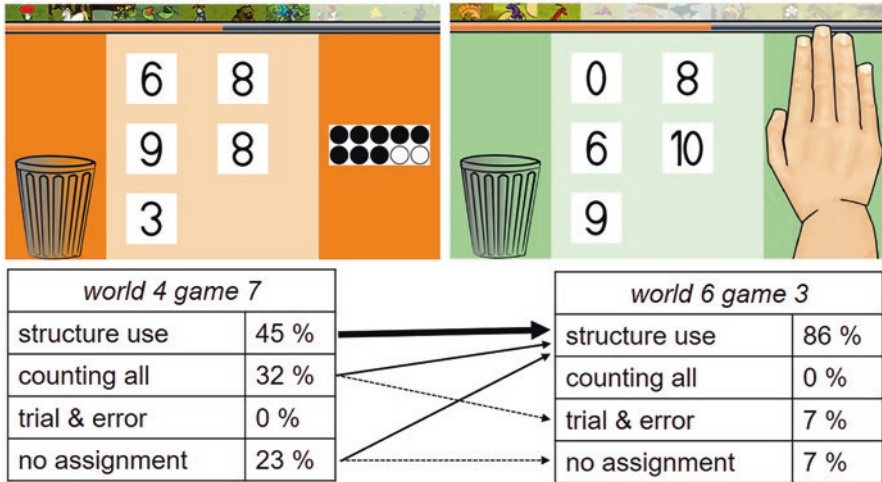 6 8
9 8
3
0 8
6 10
9
world 4 game 7
structure use 45 %
counting all 32 %
trial & error 0 %
no assignment 23 %
world 6 game 3
structure use 86 %
counting all 0 %
trial & error 7 %
no assignment 7 %